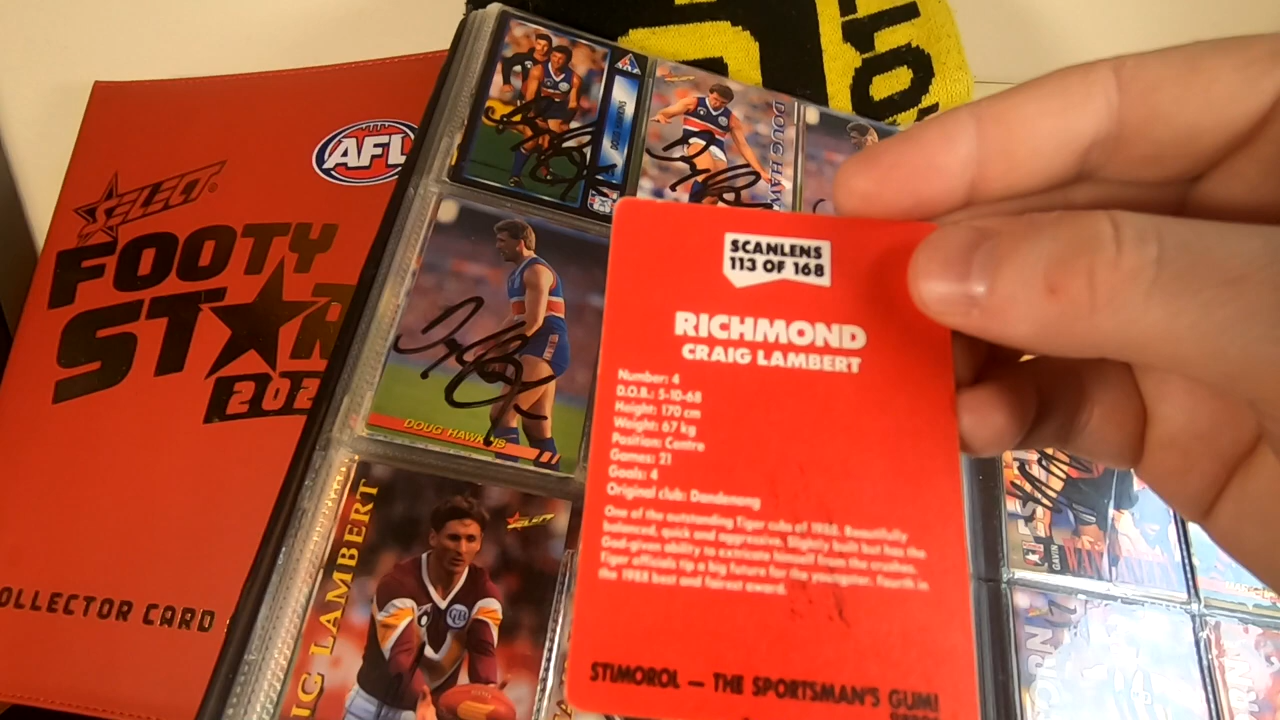 SELECT
AFL
FOOTY
STAR
202
COLLECTOR CARD
DOUG HAWKINS
DOUG HAW
DOUG HAWKINS
SELECT
IG LAMBERT
SCANLENS
113 OF 168
RICHMOND
CRAIG LAMBERT
Number: 4
D.O.B.: 5-10-68
Height: 170 cm
Weight: 67 kg
Position: Centre
Games: 21
Goals: 4
Original club: Dandenong
One of the outstanding Tiger cubs of 1988. Beautifully
balanced, quick and aggressive. Slightly built but has the
God-given ability to extricate himself from the crushes.
Tiger officials tip a big future for the youngster. Fourth in
the 1988 best and fairest award.
STIMOROL — THE SPORTSMAN'S GUM!
GAVIN